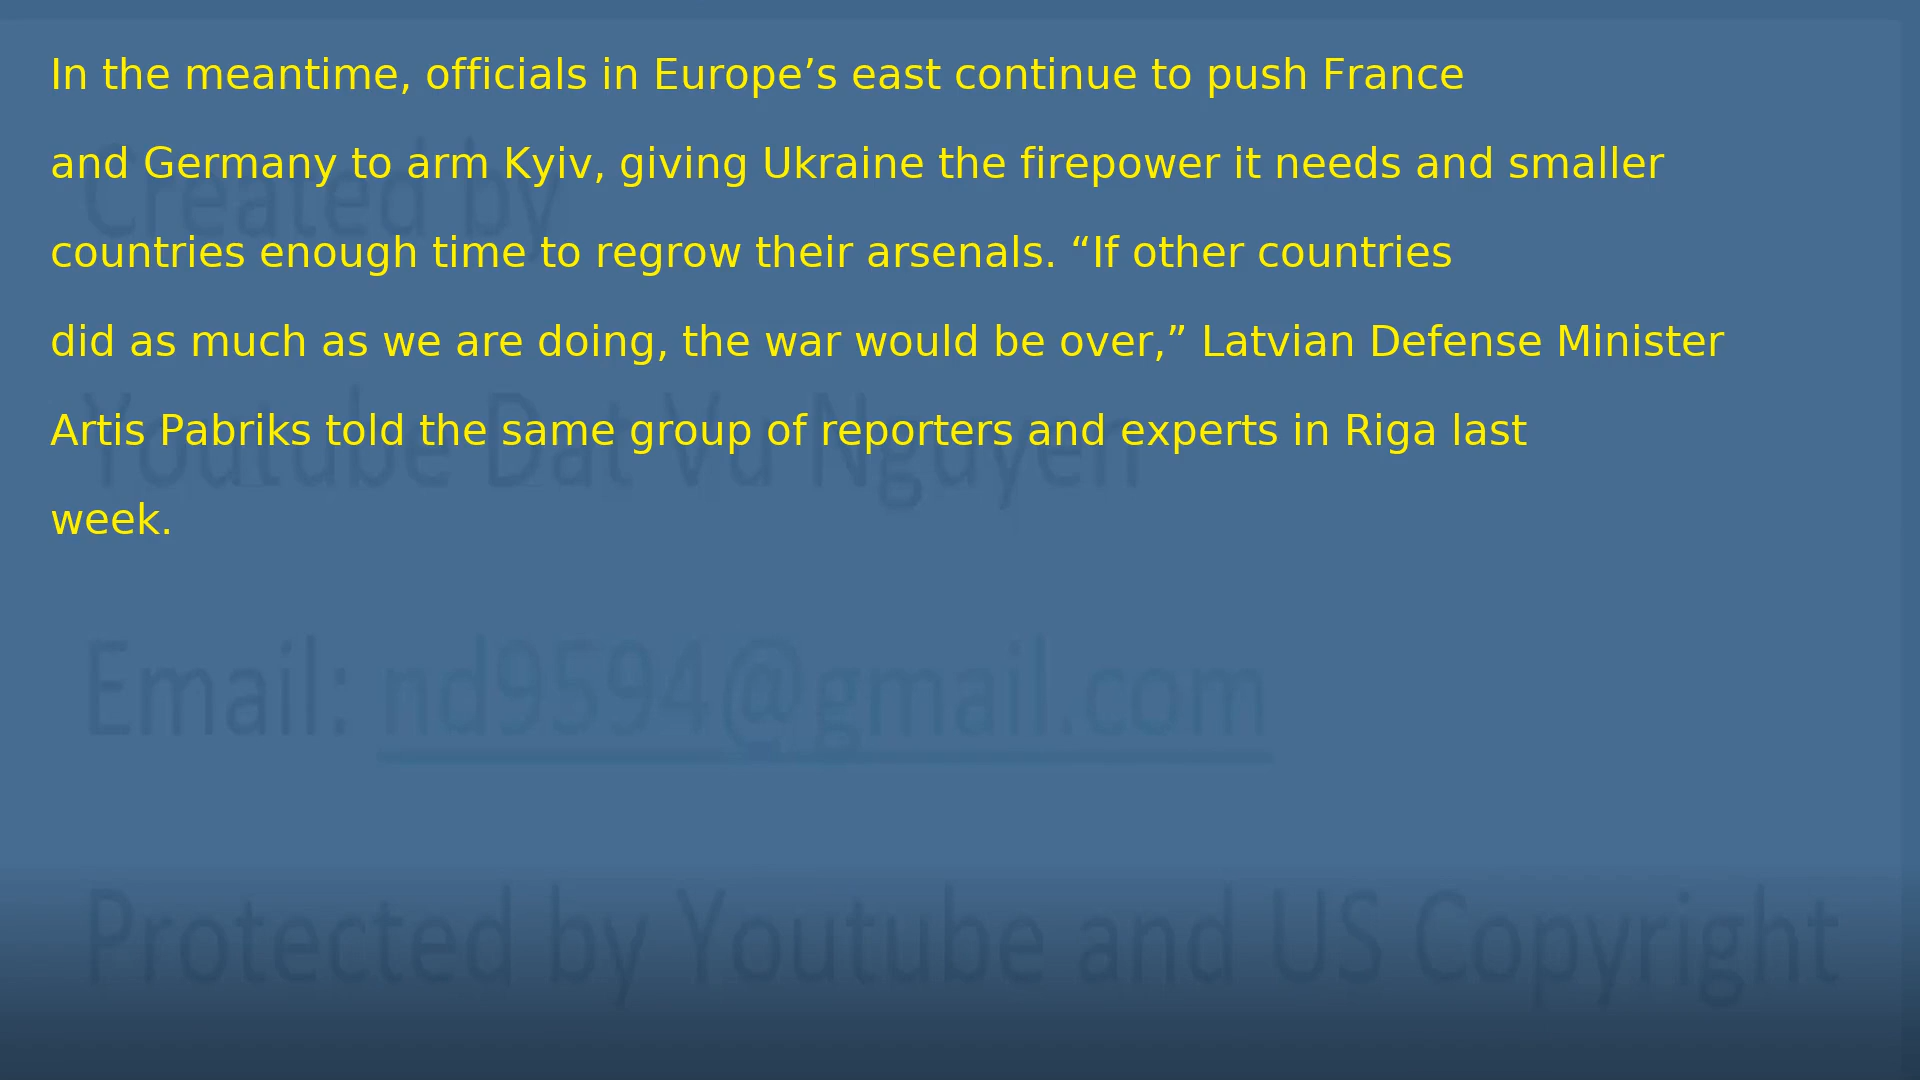 In the meantime, officials in Europe’s east continue to push France
and Germany to arm Kyiv, giving Ukraine the firepower it needs and smaller
countries enough time to regrow their arsenals. “If other countries
did as much as we are doing, the war would be over,” Latvian Defense Minister
Artis Pabriks told the same group of reporters and experts in Riga last
week.
Created by
Youtube Dat Vu Nguyen
Email: nd9594@gmail.com
Protected by Youtube and US Copyright